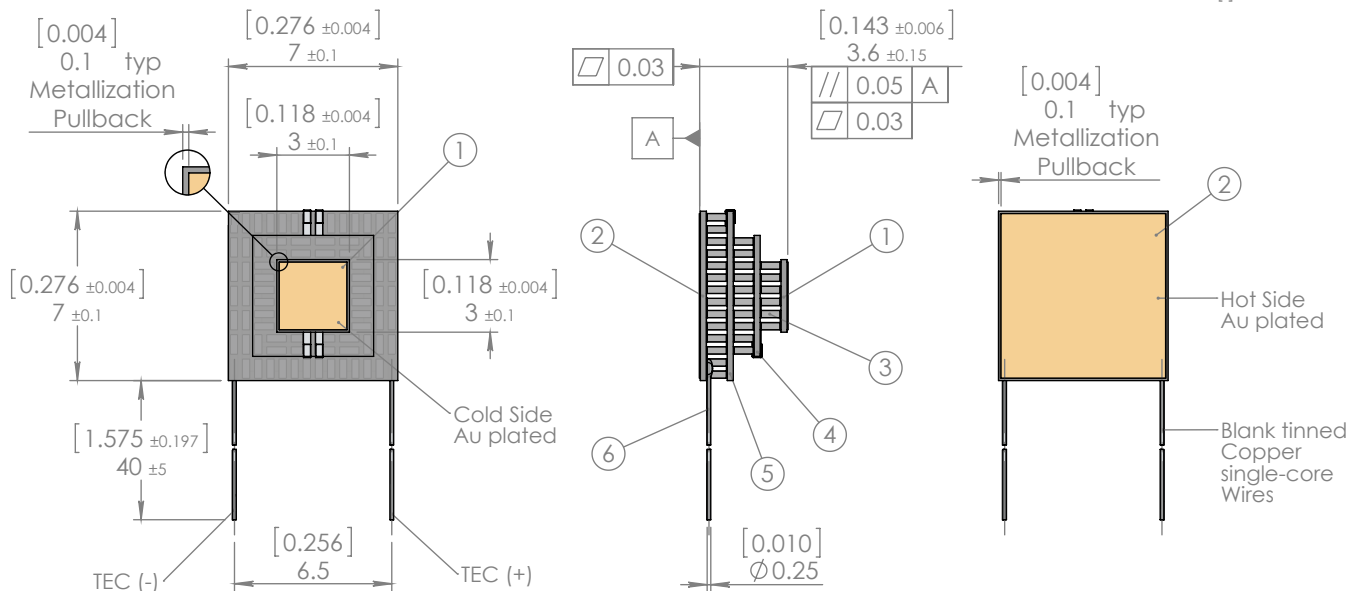 [0.004]
0.1 typ
Metallization
Pullback
[0.276 ±0.004]
7 ±0.1
[0.118 ±0.004]
3 ±0.1
1
[0.276 ±0.004]
7 ±0.1
[0.118 ±0.004]
3 ±0.1
Cold Side
Au plated
[1.575 ±0.197]
40 ±5
[0.256]
6.5
TEC (-)
TEC (+)
⏥ 0.03
A
[0.143 ±0.006]
3.6 ±0.15
// 0.05 A
⏥ 0.03
2
1
3
4
5
6
[0.010]
∅0.25
[0.004]
0.1 typ
Metallization
Pullback
2
Hot Side
Au plated
Blank tinned
Copper
single-core
Wires